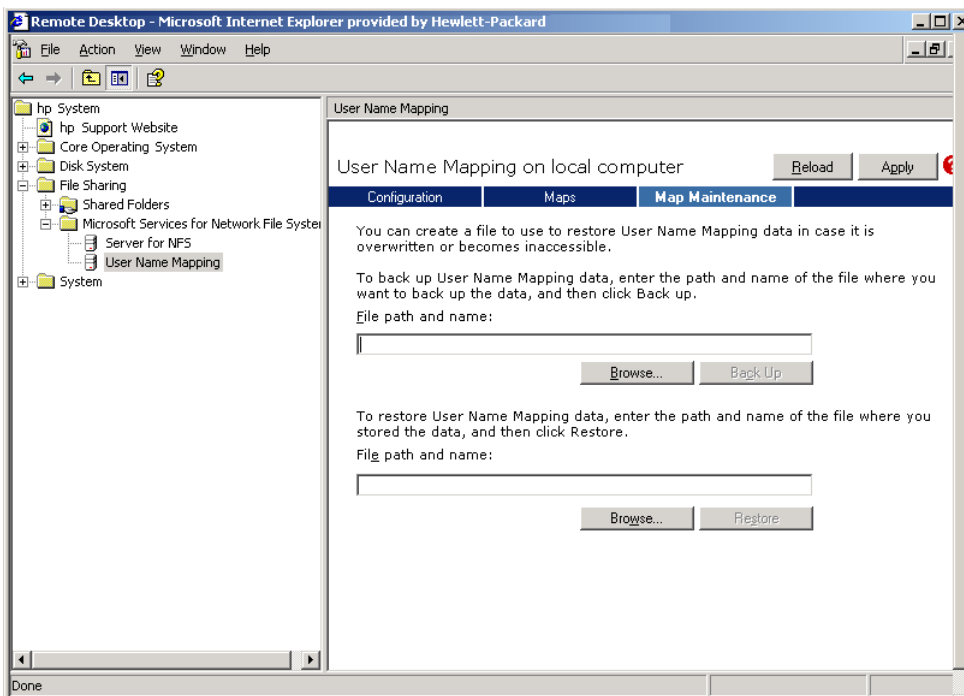 Remote Desktop - Microsoft Internet Explorer provided by Hewlett-Packard
File Action View Window Help
hp System
hp Support Website
Core Operating System
Disk System
File Sharing
Shared Folders
Microsoft Services for Network File Syster
Server for NFS
User Name Mapping
System
User Name Mapping
User Name Mapping on local computer
Reload Apply
Configuration Maps Map Maintenance
You can create a file to use to restore User Name Mapping data in case it is
overwritten or becomes inaccessible.
To back up User Name Mapping data, enter the path and name of the file where you
want to back up the data, and then click Back up.
File path and name:
Browse... Back Up
To restore User Name Mapping data, enter the path and name of the file where you
stored the data, and then click Restore.
File path and name:
Browse... Restore
Done